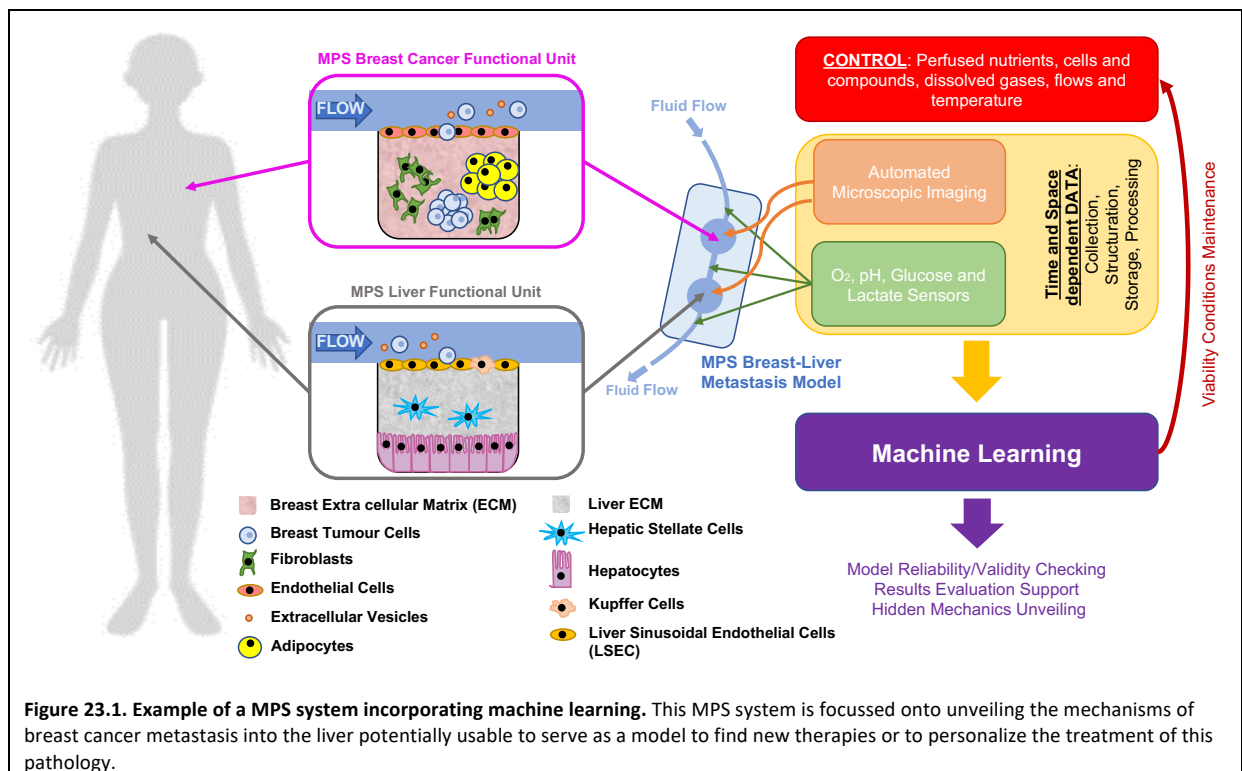 MPS Breast Cancer Functional Unit
FLOW
MPS Liver Functional Unit
FLOW
Fluid Flow
Fluid Flow
MPS Breast-Liver
Metastasis Model
CONTROL: Perfused nutrients, cells and
compounds, dissolved gases, flows and
temperature
Automated
Microscopic Imaging
O₂, pH, Glucose and
Lactate Sensors
Time and Space
dependent DATA:
Collection,
Structuration,
Storage, Processing
Viability Conditions Maintenance
Machine Learning
Model Reliability/Validity Checking
Results Evaluation Support
Hidden Mechanics Unveiling
Breast Extra cellular Matrix (ECM)
Breast Tumour Cells
Fibroblasts
Endothelial Cells
Extracellular Vesicles
Adipocytes
Liver ECM
Hepatic Stellate Cells
Hepatocytes
Kupffer Cells
Liver Sinusoidal Endothelial Cells
(LSEC)
Figure 23.1. Example of a MPS system incorporating machine learning. This MPS system is focussed onto unveiling the mechanisms of
breast cancer metastasis into the liver potentially usable to serve as a model to find new therapies or to personalize the treatment of this
pathology.